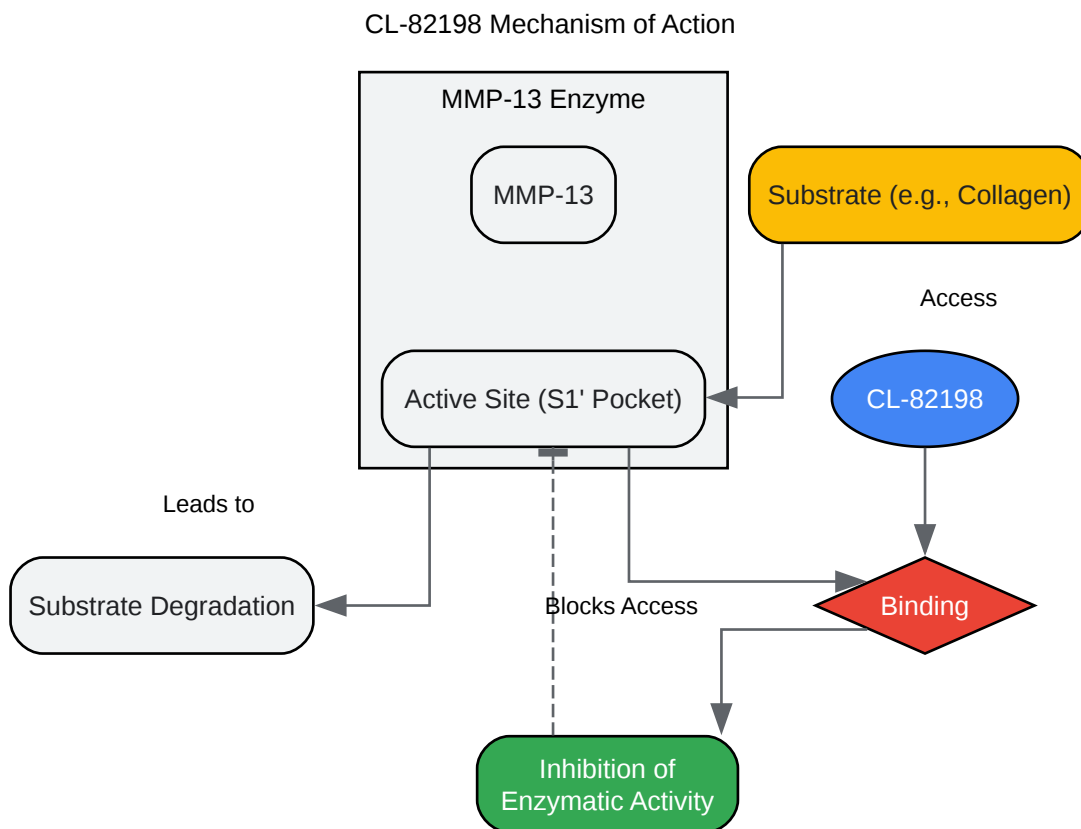 CL-82198 Mechanism of Action
MMP-13 Enzyme
MMP-13
Substrate (e.g., Collagen)
Access
Active Site (S1' Pocket)
CL-82198
Leads to
Substrate Degradation
Blocks Access
Binding
Inhibition of
Enzymatic Activity